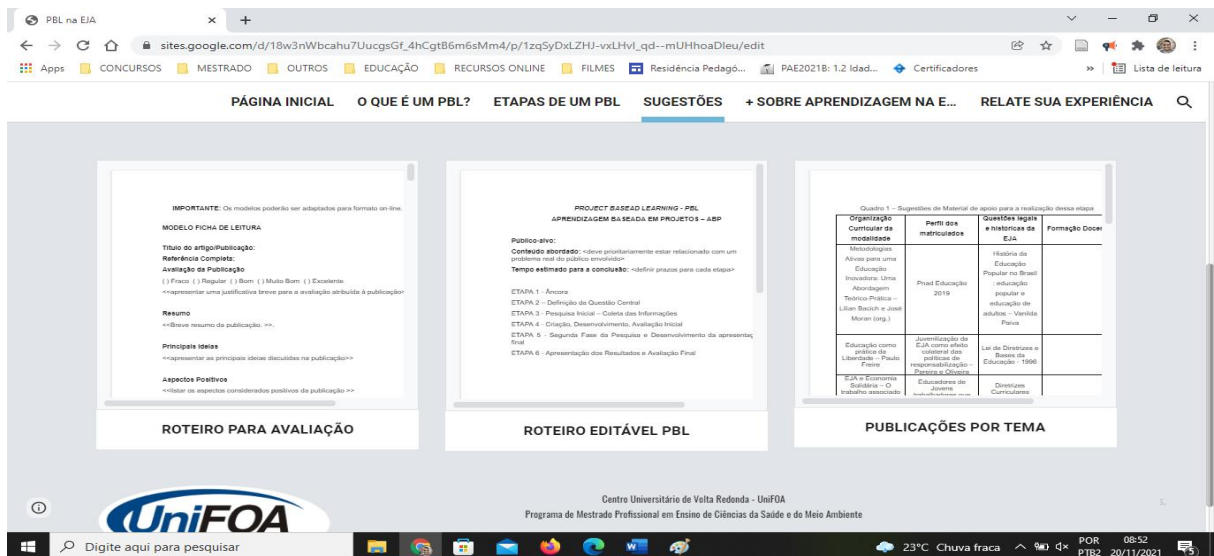 PBL na EJA
sites.google.com/d/18w3nWbcahu7UucgsGf_4hCgtB6m6sMm4/p/1zqSyDxLZHJ-vxLHvl_qd--mUHhoaDleu/edit
Apps CONCURSOS MESTRADO OUTROS EDUCAÇÃO RECURSOS ONLINE FILMES Residência Pedagó... PAE2021B: 1.2 Idad... Certificadores » Lista de leitura
PÁGINA INICIAL O QUE É UM PBL? ETAPAS DE UM PBL SUGESTÕES + SOBRE APRENDIZAGEM NA E... RELATE SUA EXPERIÊNCIA
IMPORTANTE: Os modelos poderão ser adaptados para formato on-line.
MODELO FICHA DE LEITURA
Título do artigo/Publicação:
Referência Completa:
Avaliação da Publicação
( ) Fraco ( ) Regular ( ) Bom ( ) Muito Bom ( ) Excelente
<<apresentar uma justificativa breve para a avaliação atribuída à publicação>
Resumo
<<Breve resumo da publicação. >>.
Principais Ideias
<<apresentar as principais ideias discutidas na publicação>>
Aspectos Positivos
<<listar os aspectos considerados positivos da publicação >>
ROTEIRO PARA AVALIAÇÃO
PROJECT BASEAD LEARNING - PBL
APRENDIZAGEM BASEADA EM PROJETOS – ABP
Público-alvo:
Conteúdo abordado: <deve prioritariamente estar relacionado com um
problema real do público envolvido>
Tempo estimado para a conclusão: <definir prazos para cada etapa>
ETAPA 1 - Âncora
ETAPA 2 – Definição da Questão Central
ETAPA 3 - Pesquisa Inicial – Coleta das Informações
ETAPA 4 - Criação, Desenvolvimento, Avaliação Inicial
ETAPA 5 - Segunda Fase da Pesquisa e Desenvolvimento da apresentaç
final
ETAPA 6 - Apresentação dos Resultados e Avaliação Final
ROTEIRO EDITÁVEL PBL
Quadro 1 – Sugestões de Material de apoio para a realização dessa etapa
Organização
Curricular da
modalidade
Perfil dos
matriculados
Questões legais
e históricas da
EJA
Formação Docen
Metodologias
Ativas para uma
Educação
Inovadora: Uma
Abordagem
Teórico-Prática –
Lilian Bacich e José
Moran (org.)
Pnad Educação
2019
História da
Educação
Popular no Brasil
: educação
popular e
educação de
adultos – Vanilda
Paiva
Educação como
prática da
Liberdade – Paulo
Freire
Juvenilização da
EJA como efeito
colateral das
políticas de
responsabilização –
Pereira e Oliveira
Lei de Diretrizes e
Bases da
Educação - 1996
EJA e Economia
Solidária – O
trabalho associado
Educadores de
Jovens
trabalhadores que
Diretrizes
Curriculares
PUBLICAÇÕES POR TEMA
UniFOA
Centro Universitário de Volta Redonda - UniFOA
Programa de Mestrado Profissional em Ensino de Ciências da Saúde e do Meio Ambiente
Digite aqui para pesquisar
23°C Chuva fraca
POR
PTB2
08:52
20/11/2021